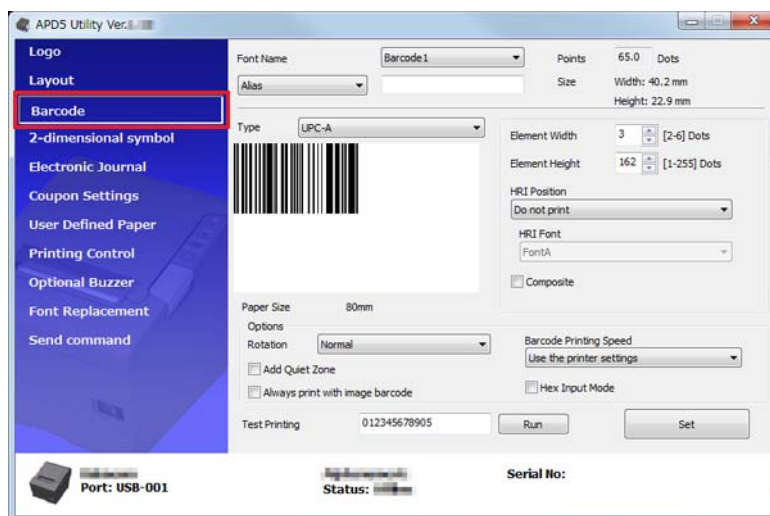 APD5 Utility Ver.
Logo
Layout
Barcode
2-dimensional symbol
Electronic Journal
Coupon Settings
User Defined Paper
Printing Control
Optional Buzzer
Font Replacement
Send command
Font Name
Barcode1
Points
65.0 Dots
Alias
Size
Width: 40.2 mm
Height: 22.9 mm
Type
UPC-A
Element Width
3
[2-6] Dots
Element Height
162
[1-255] Dots
HRI Position
Do not print
HRI Font
FontA
Composite
Paper Size
80mm
Options
Rotation
Normal
Add Quiet Zone
Always print with image barcode
Barcode Printing Speed
Use the printer settings
Hex Input Mode
Test Printing
012345678905
Run
Set
Port: USB-001
Status:
Serial No: